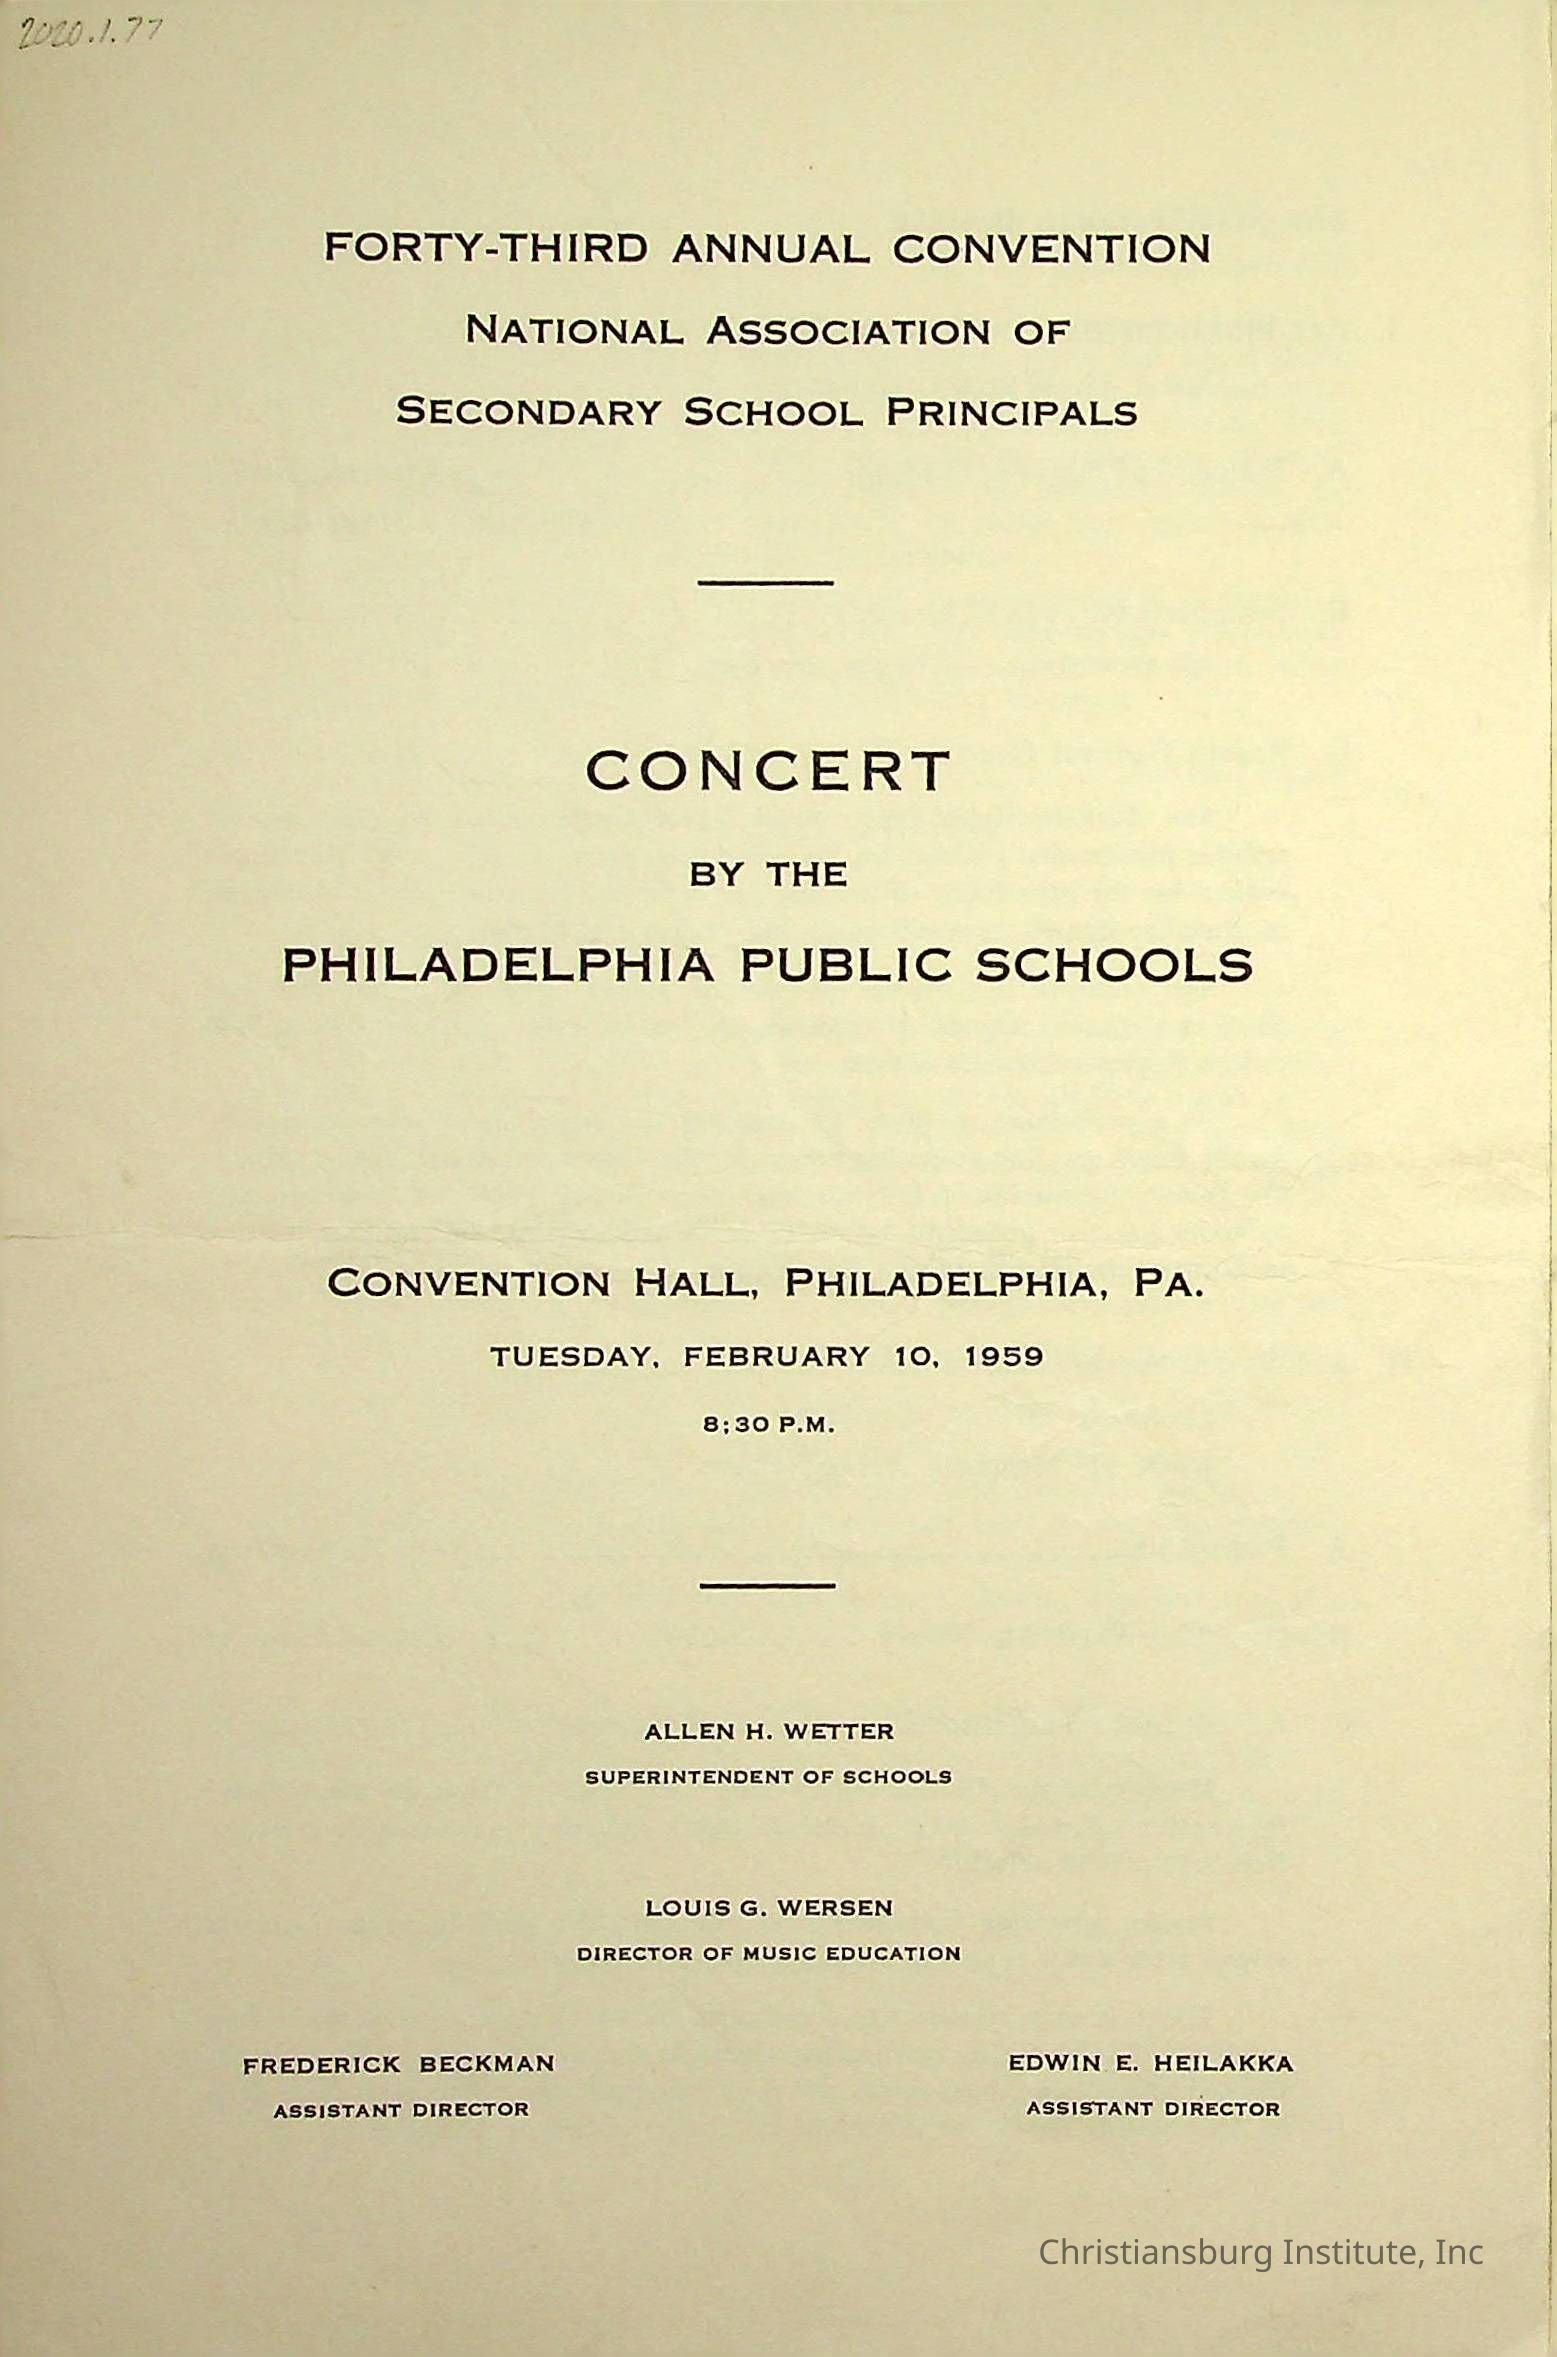 2020.1.77
FORTY-THIRD ANNUAL CONVENTION
NATIONAL ASSOCIATION OF
SECONDARY SCHOOL PRINCIPALS
CONCERT
BY THE
PHILADELPHIA PUBLIC SCHOOLS
CONVENTION HALL, PHILADELPHIA, PA.
TUESDAY, FEBRUARY 10, 1959
8;30 P.M.
ALLEN H. WETTER
SUPERINTENDENT OF SCHOOLS
LOUIS G. WERSEN
DIRECTOR OF MUSIC EDUCATION
FREDERICK BECKMAN EDWIN E. HEILAKKA
ASSISTANT DIRECTOR ASSISTANT DIRECTOR
Christiansburg Institute, Inc